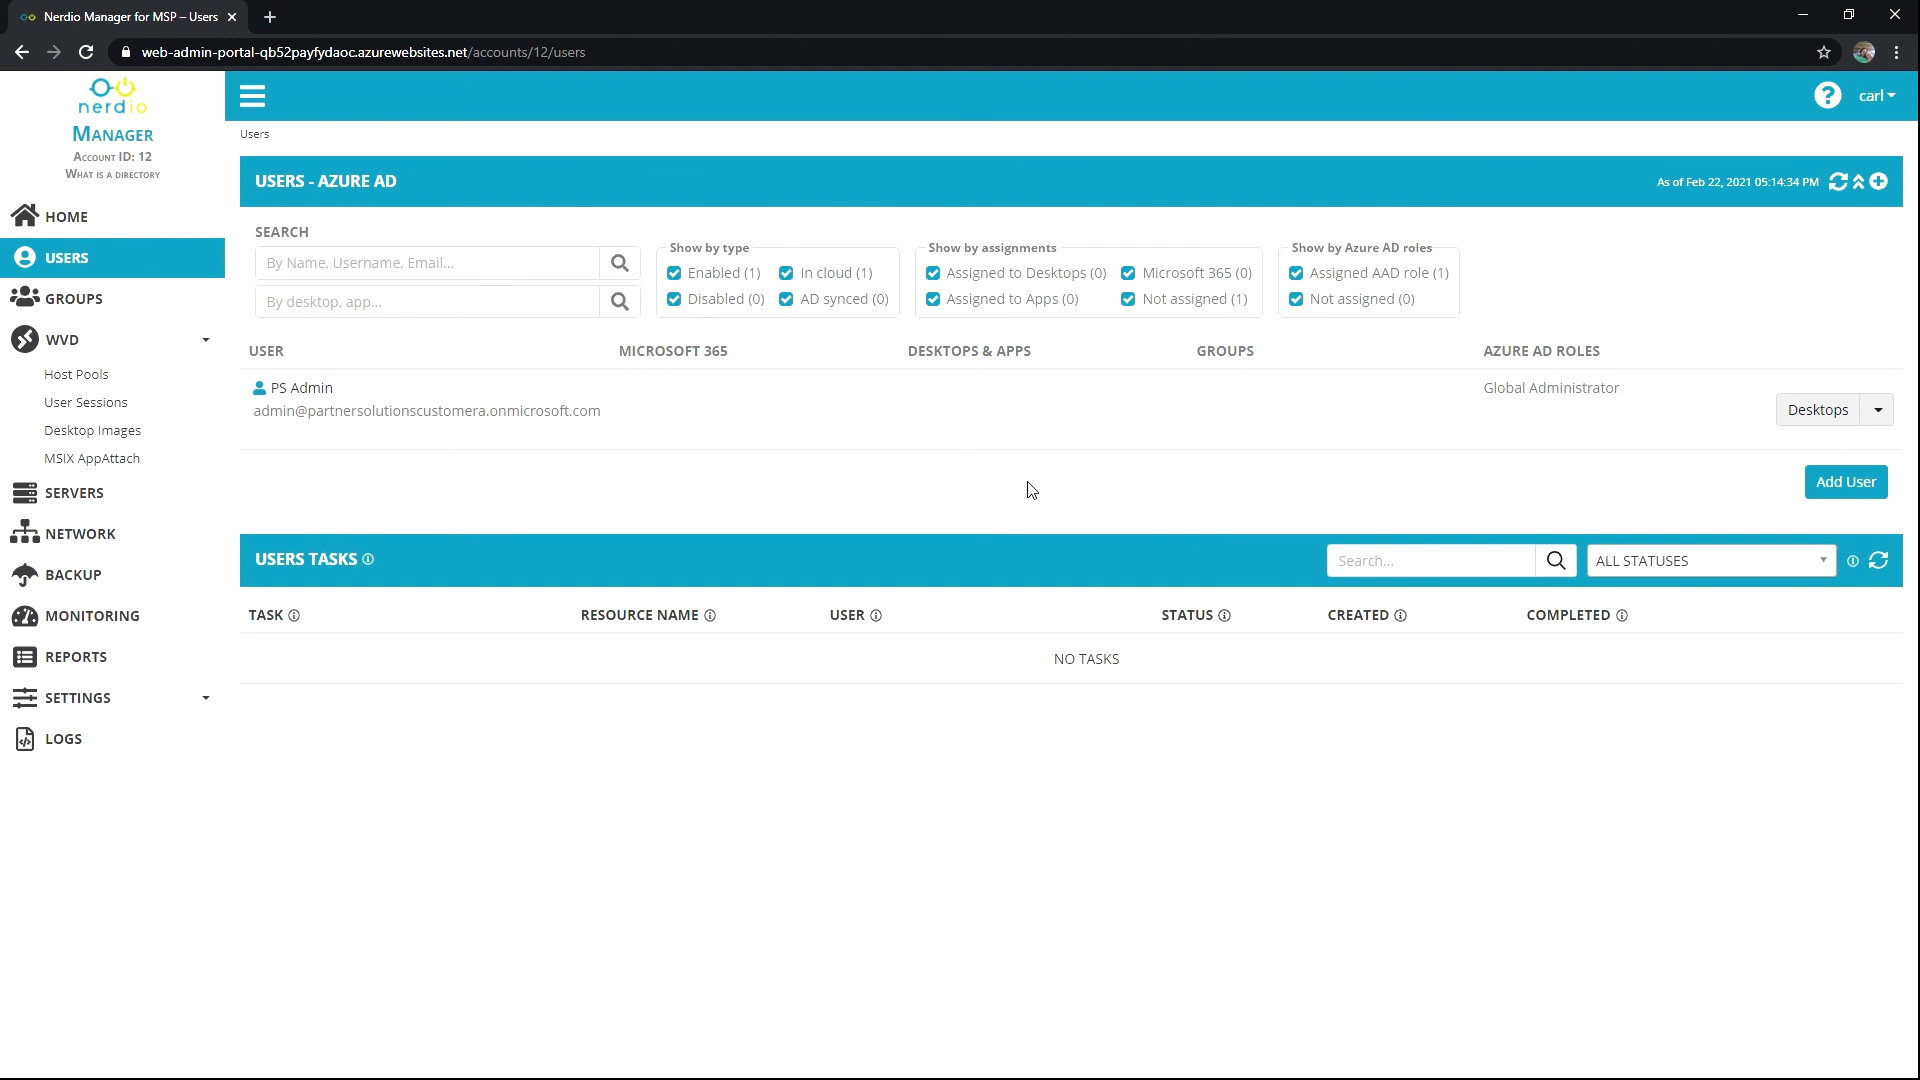 Nerdio Manager for MSP – Users
web-admin-portal-qb52payfydaoc.azurewebsites.net/accounts/12/users
nerdio
MANAGER
ACCOUNT ID: 12
WHAT IS A DIRECTORY
HOME
USERS
GROUPS
WVD
Host Pools
User Sessions
Desktop Images
MSIX AppAttach
SERVERS
NETWORK
BACKUP
MONITORING
REPORTS
SETTINGS
LOGS
? carl
Users
USERS - AZURE AD As of Feb 22, 2021 05:14:34 PM
SEARCH
By Name, Username, Email...
By desktop, app...
Show by type
Enabled (1) In cloud (1)
Disabled (0) AD synced (0)
Show by assignments
Assigned to Desktops (0) Microsoft 365 (0)
Assigned to Apps (0) Not assigned (1)
Show by Azure AD roles
Assigned AAD role (1)
Not assigned (0)
USER MICROSOFT 365 DESKTOPS & APPS GROUPS AZURE AD ROLES
PS Admin Global Administrator
admin@partnersolutionscustomera.onmicrosoft.com Desktops
Add User
USERS TASKS Search... ALL STATUSES
TASK RESOURCE NAME USER STATUS CREATED COMPLETED
NO TASKS